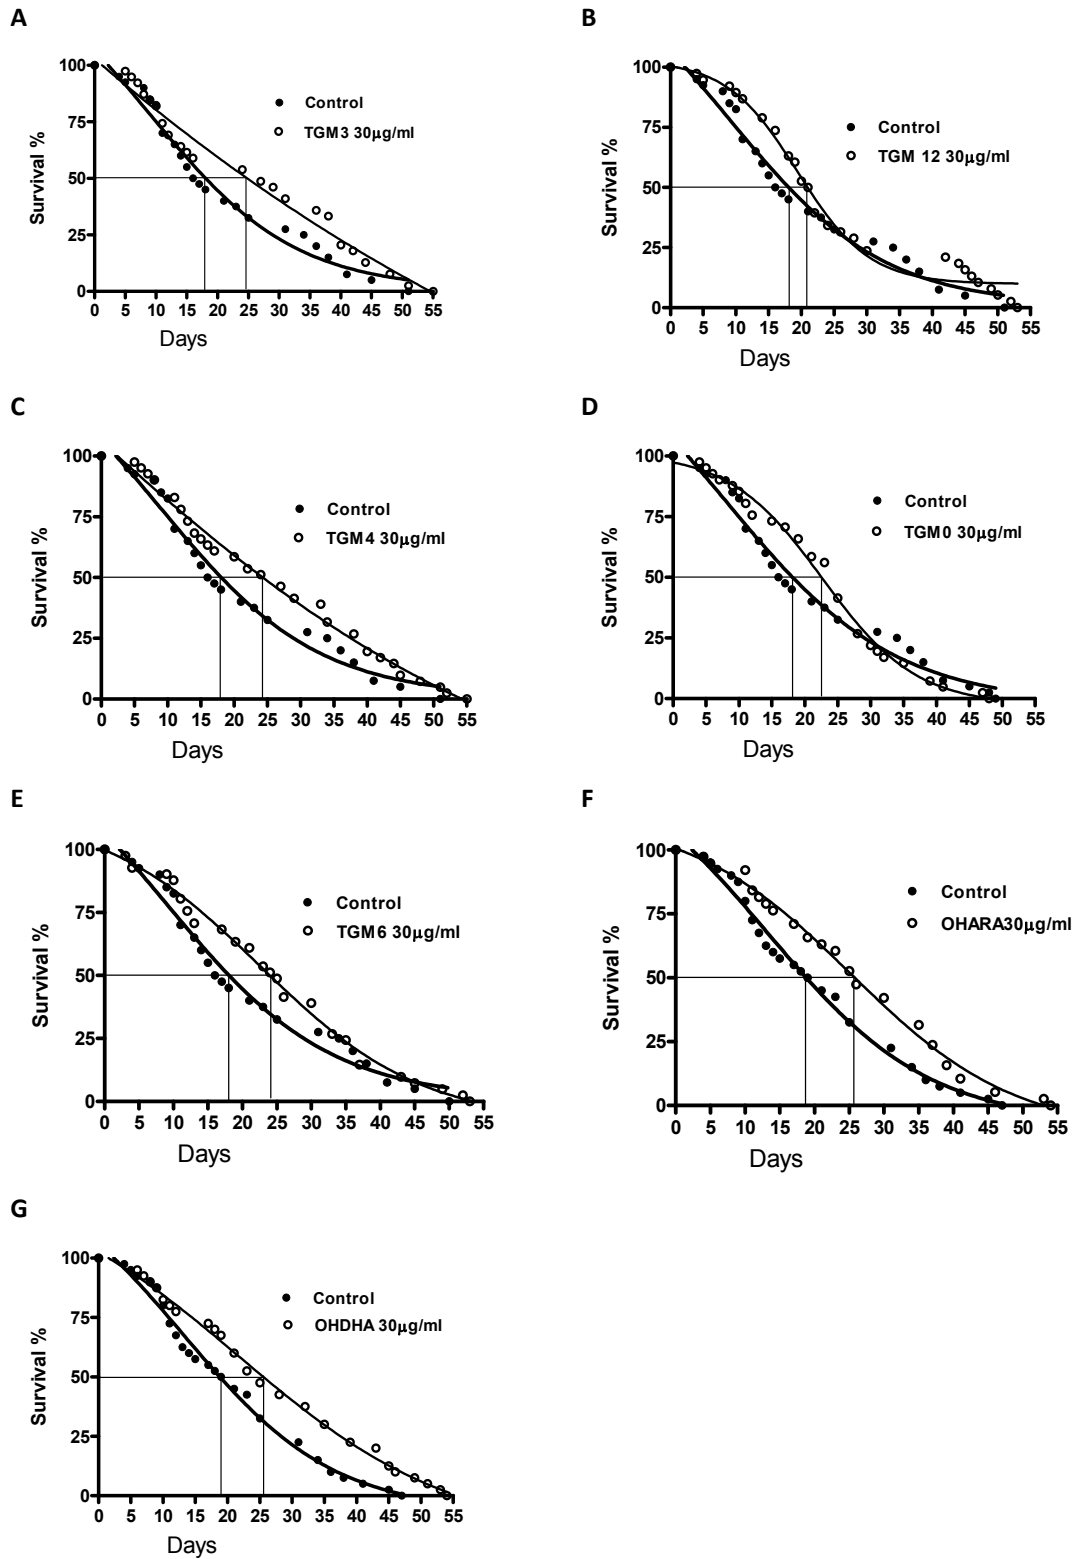 A
B
100
75
50
25
0
Survival %
Control
TGM3 30µg/ml
0 5 10 15 20 25 30 35 40 45 50 55
Days
100
75
50
25
0
Survival %
Control
TGM 12 30µg/ml
0 5 10 15 20 25 30 35 40 45 50 55
Days
C
D
100
75
50
25
0
Survival %
Control
TGM4 30µg/ml
0 5 10 15 20 25 30 35 40 45 50 55
Days
100
75
50
25
0
Survival %
Control
TGM0 30µg/ml
0 5 10 15 20 25 30 35 40 45 50 55
Days
E
F
100
75
50
25
0
Survival %
Control
TGM6 30µg/ml
0 5 10 15 20 25 30 35 40 45 50 55
Days
100
75
50
25
0
Survival %
Control
OHARA30µg/ml
0 5 10 15 20 25 30 35 40 45 50 55
Days
G
100
75
50
25
0
Survival %
Control
OHDHA 30µg/ml
0 5 10 15 20 25 30 35 40 45 50 55
Days